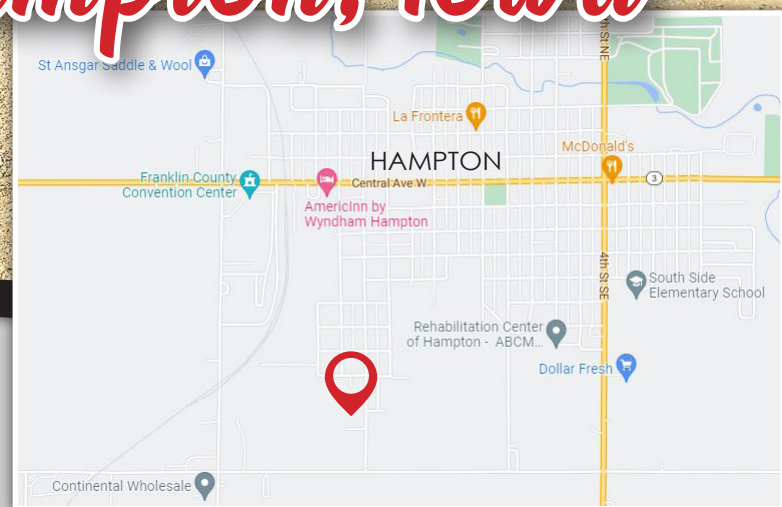 Iowa
St Ansgar Saddle & Wool
La Frontera
HAMPTON
McDonald's
Franklin County
Convention Center
Central Ave W
3
AmericInn by
Wyndham Hampton
4th St SE
South Side
Elementary School
Rehabilitation Center
of Hampton - ABCM...
Dollar Fresh
Continental Wholesale